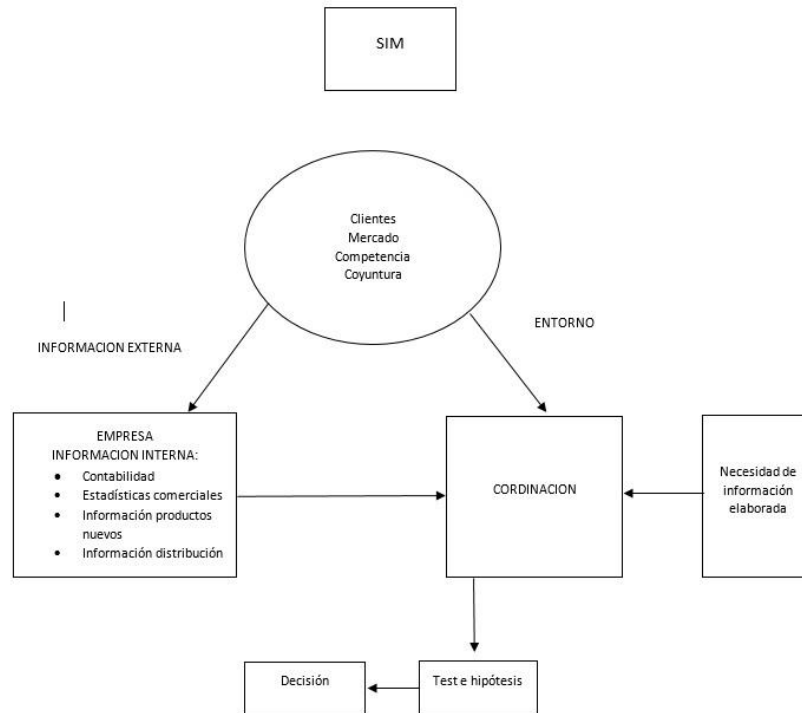 SIM
Clientes
Mercado
Competencia
Coyuntura
ENTORNO
INFORMACION EXTERNA
EMPRESA
INFORMACION INTERNA:
• Contabilidad
• Estadísticas comerciales
• Información productos
nuevos
• Información distribución
CORDINACION
Necesidad de
información
elaborada
Decisión
Test e hipótesis